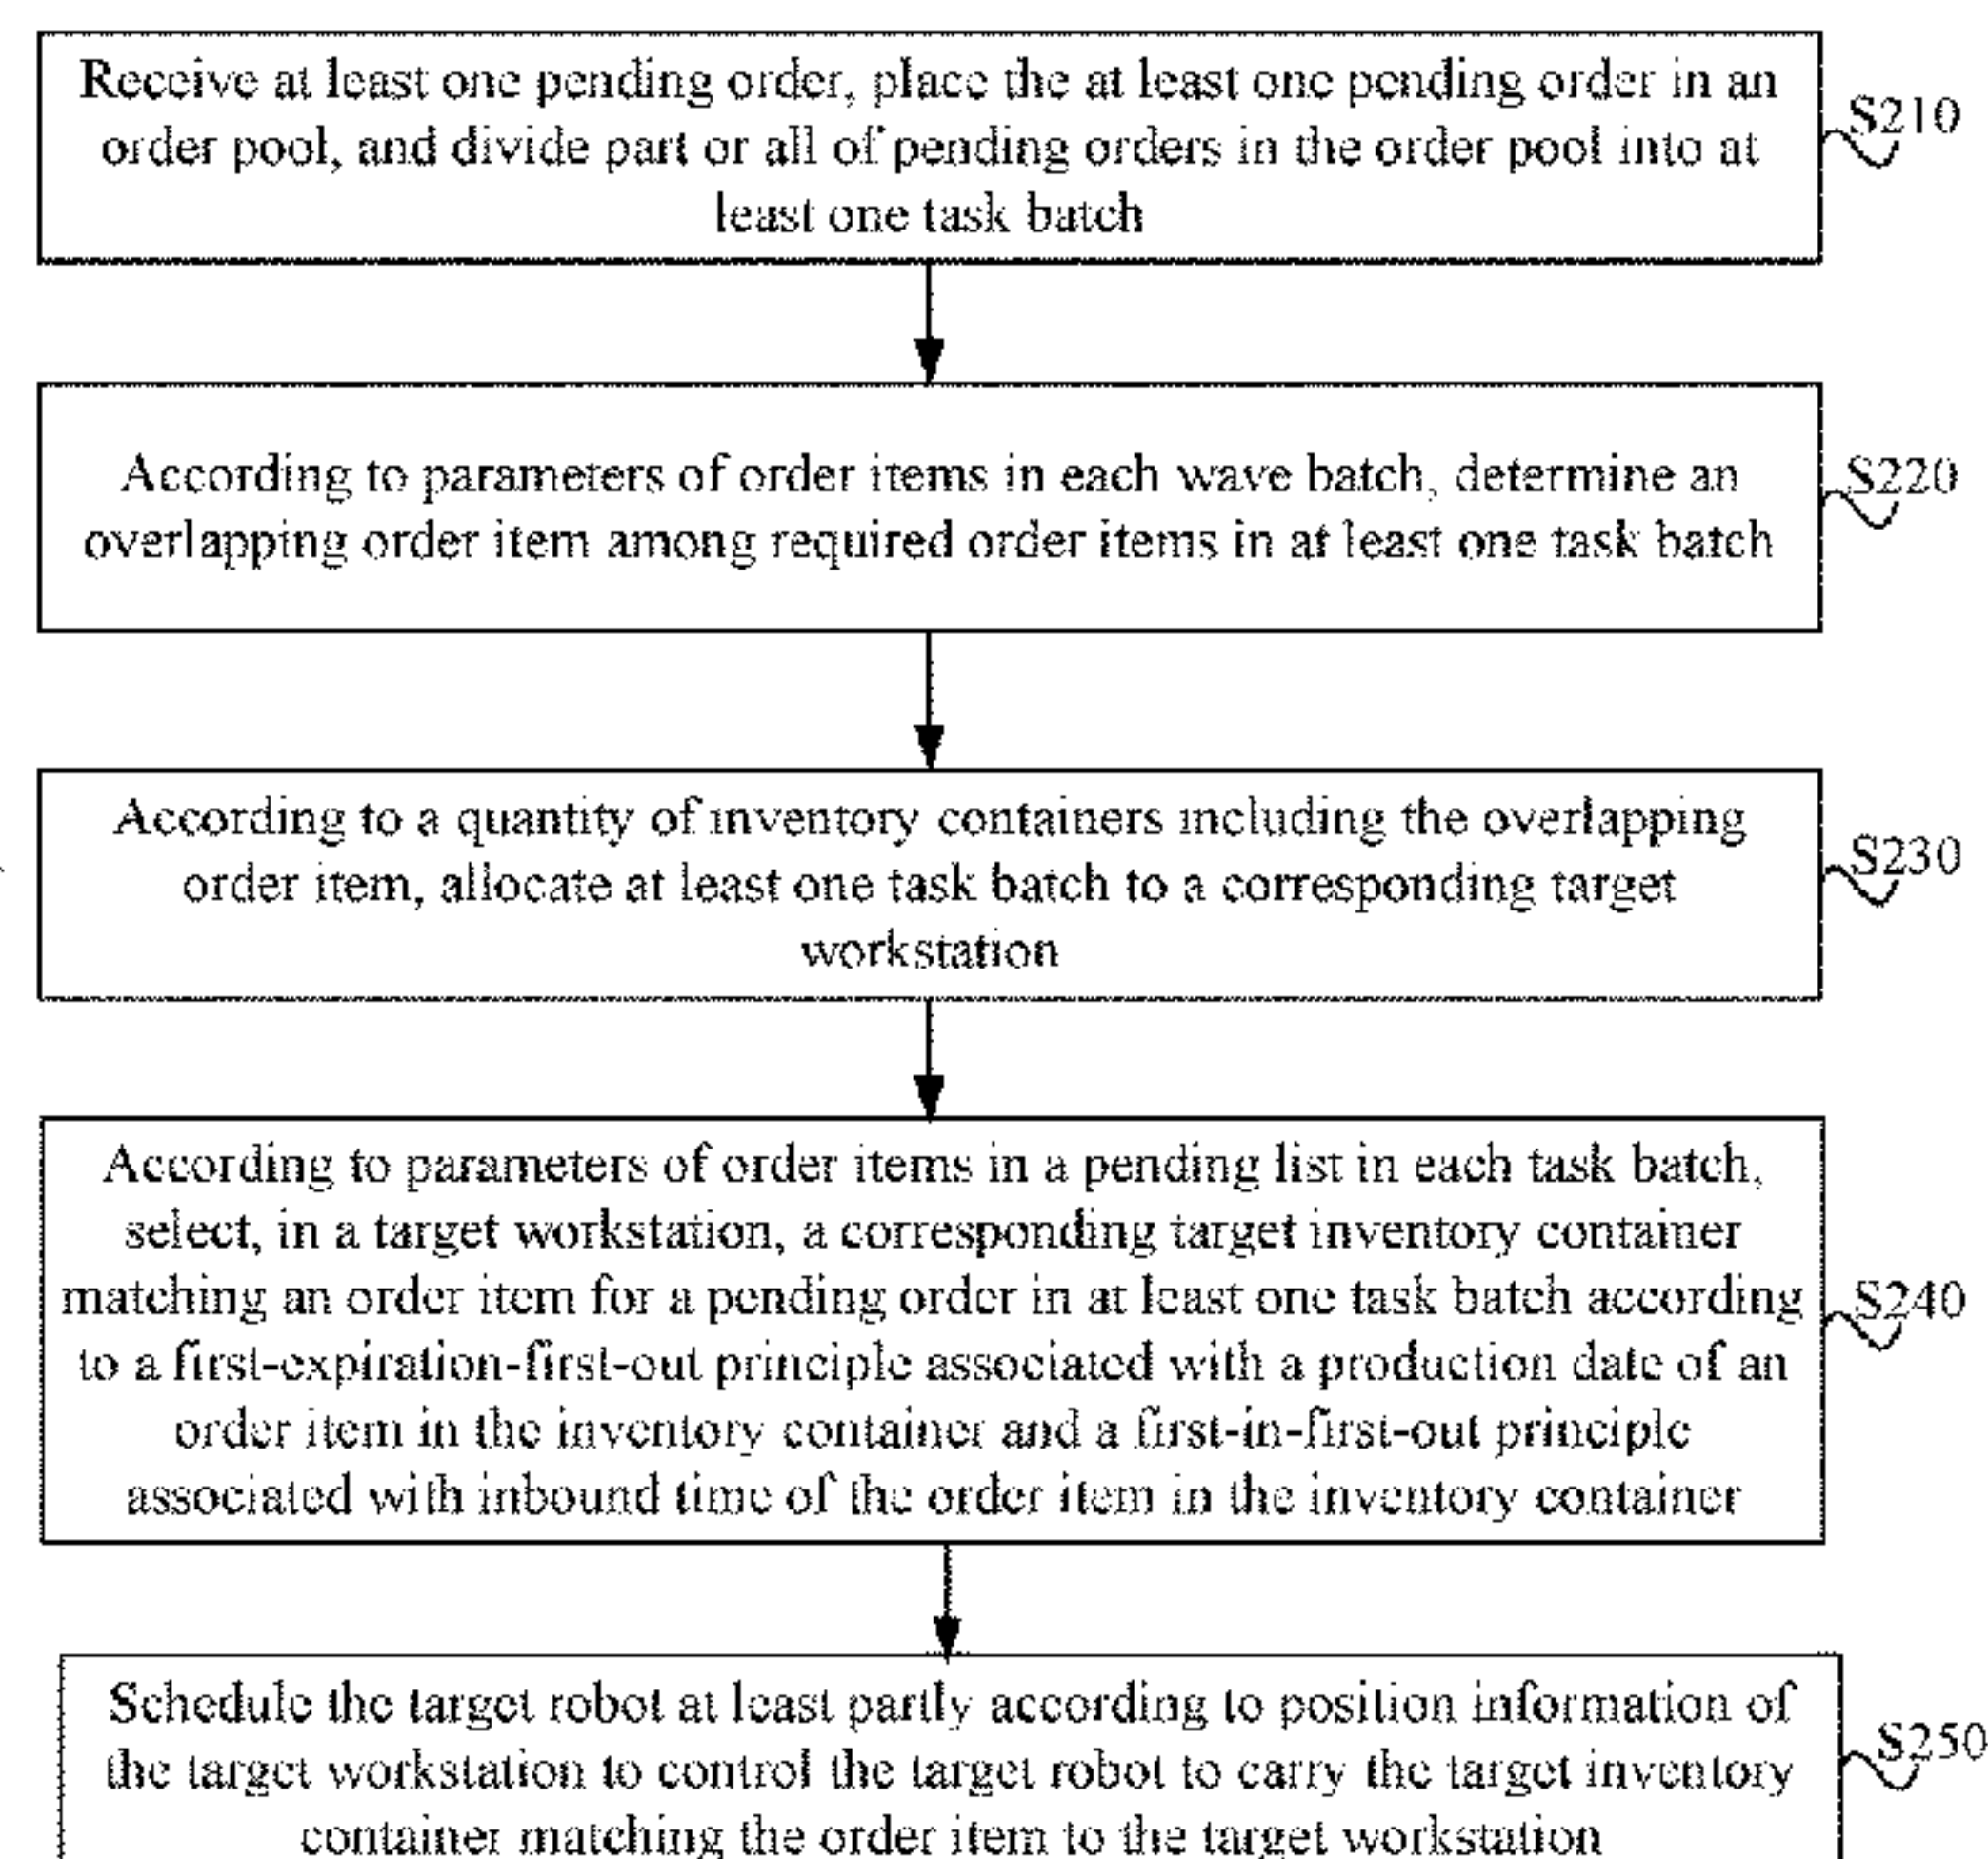 Receive at least one pending order, place the at least one pending order in an
order pool, and divide part or all of pending orders in the order pool into at
least one task batch
S210
According to parameters of order items in each wave batch, determine an
overlapping order item among required order items in at least one task batch
S220
According to a quantity of inventory containers including the overlapping
order item, allocate at least one task batch to a corresponding target
workstation
S230
According to parameters of order items in a pending list in each task batch,
select, in a target workstation, a corresponding target inventory container
matching an order item for a pending order in at least one task batch according
to a first-expiration-first-out principle associated with a production date of an
order item in the inventory container and a first-in-first-out principle
associated with inbound time of the order item in the inventory container
S240
Schedule the target robot at least partly according to position information of
the target workstation to control the target robot to carry the target inventory
container matching the order item to the target workstation
S250